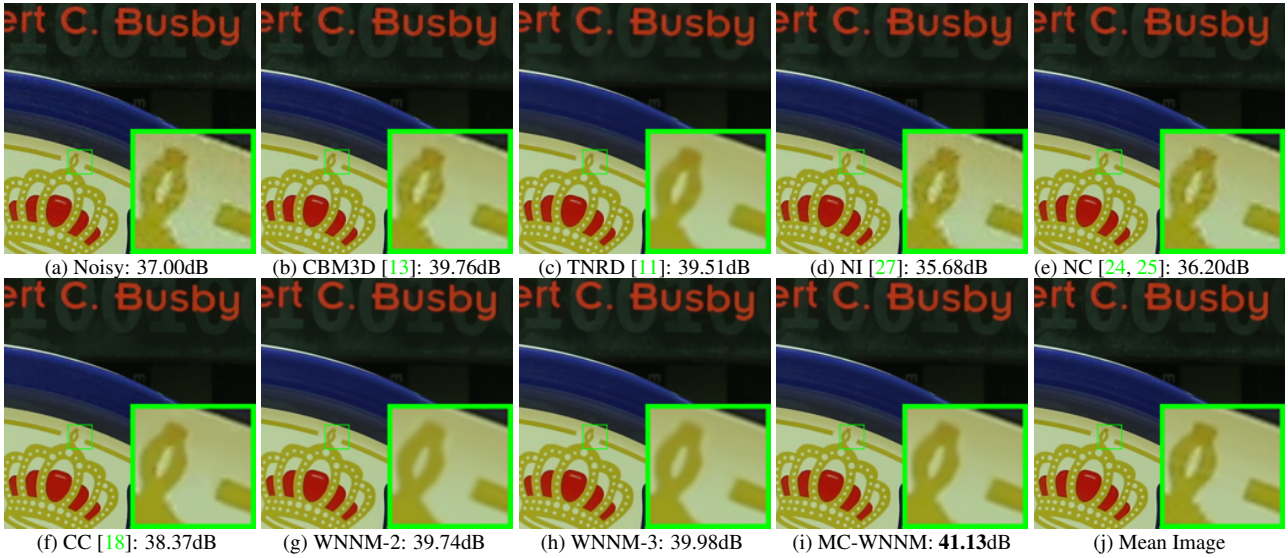 ert C. Busby
ert C. Busby
ert C. Busby
ert C. Busby
ert C. Busby
(a) Noisy: 37.00dB
(b) CBM3D [13]: 39.76dB
(c) TNRD [11]: 39.51dB
(d) NI [27]: 35.68dB
(e) NC [24, 25]: 36.20dB
ert C. Busby
ert C. Busby
ert C. Busby
ert C. Busby
ert C. Busby
(f) CC [18]: 38.37dB
(g) WNNM-2: 39.74dB
(h) WNNM-3: 39.98dB
(i) MC-WNNM: 41.13dB
(j) Mean Image